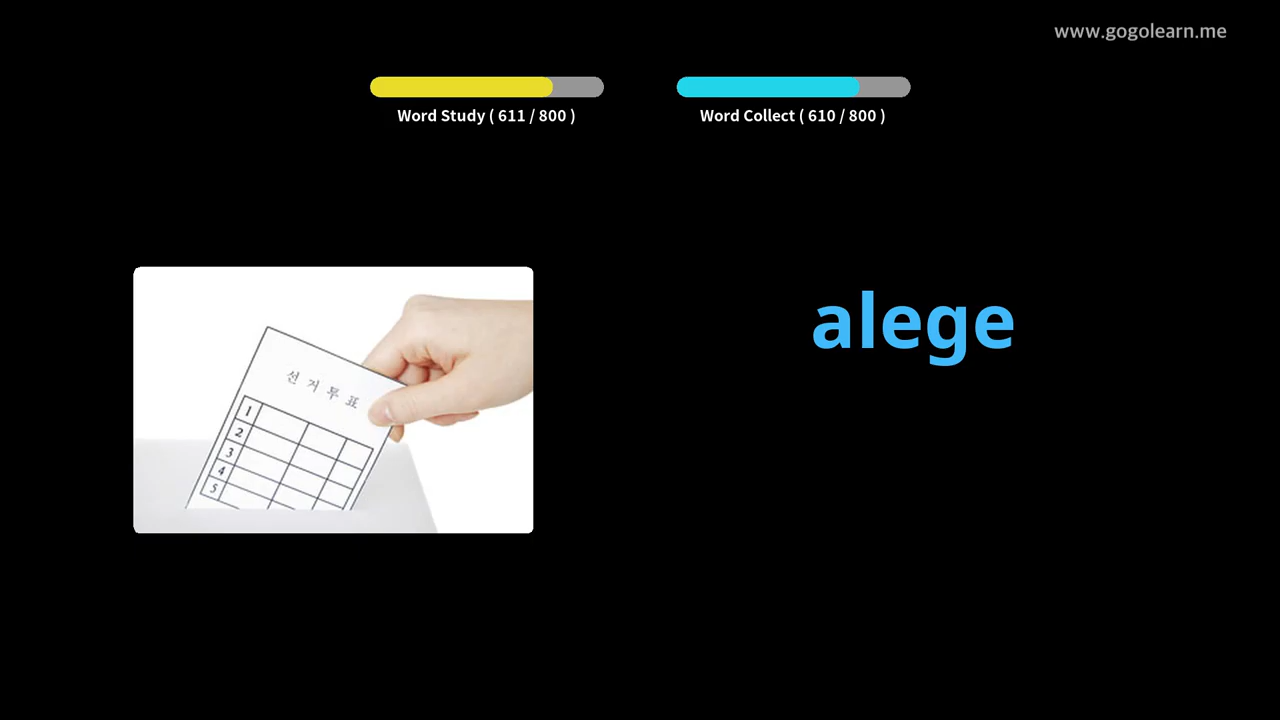 www.gogolearn.me
Word Study ( 611 / 800 )
Word Collect ( 610 / 800 )
alege
선거투표
1
2
3
4
5